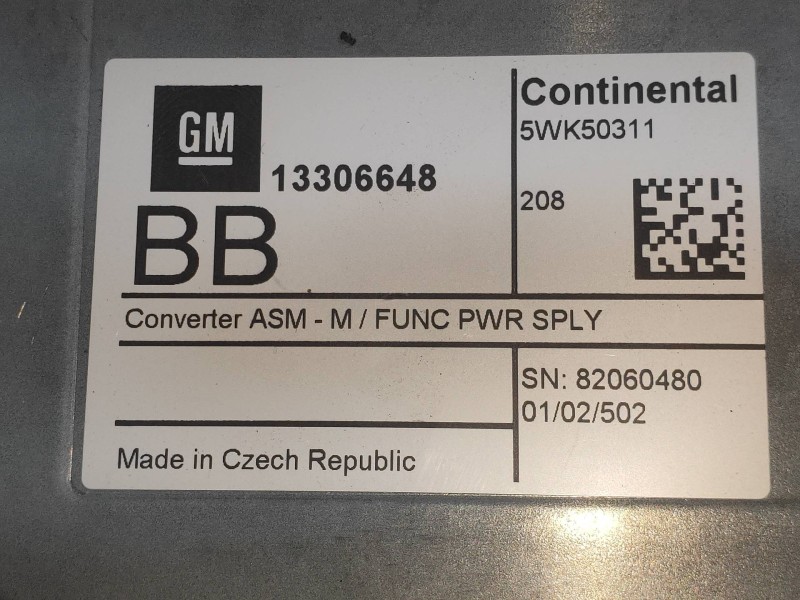 GM
13306648
BB
Continental
5WK50311
208
Converter ASM - M / FUNC PWR SPLY
SN: 82060480
01/02/502
Made in Czech Republic